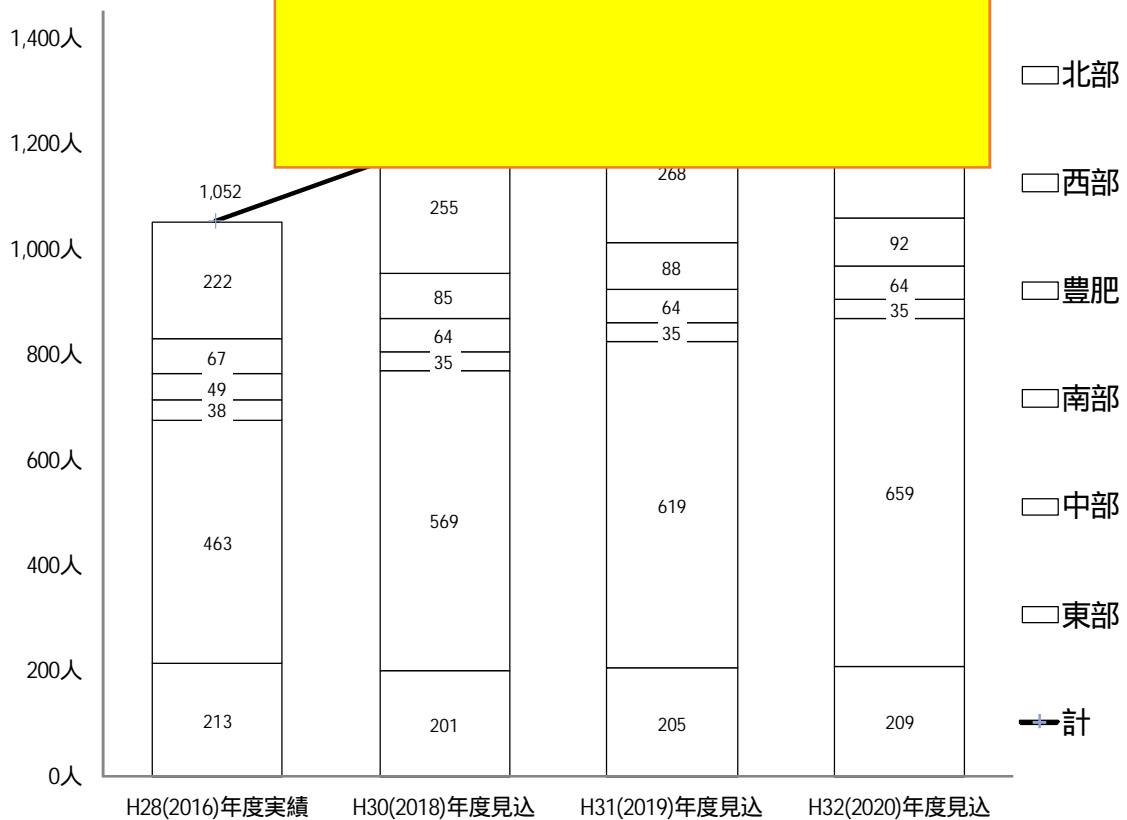 1,400人
1,200人
1,000人
800人
600人
400人
200人
0人
1,052
222
67
49
38
463
213
255
85
64
35
569
201
268
88
64
35
619
205
92
64
35
659
209
H28(2016)年度実績
H30(2018)年度見込
H31(2019)年度見込
H32(2020)年度見込
北部
西部
豊肥
南部
中部
東部
計